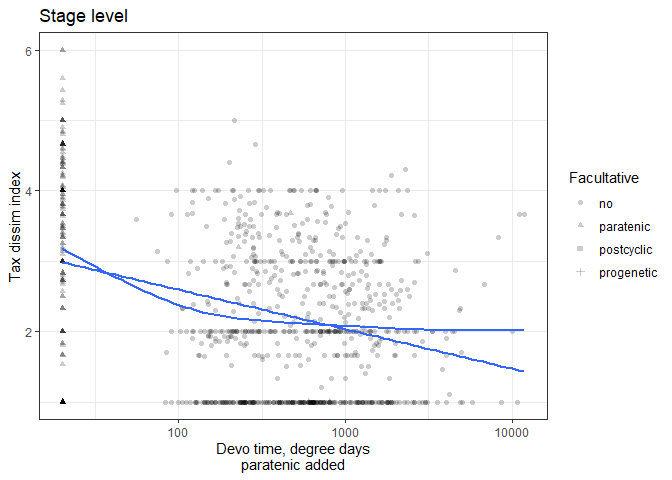 Stage level
6
4
2
Tax dissim index
100
1000
10000
Devo time, degree days
paratenic added
Facultative
no
paratenic
postcyclic
progenetic